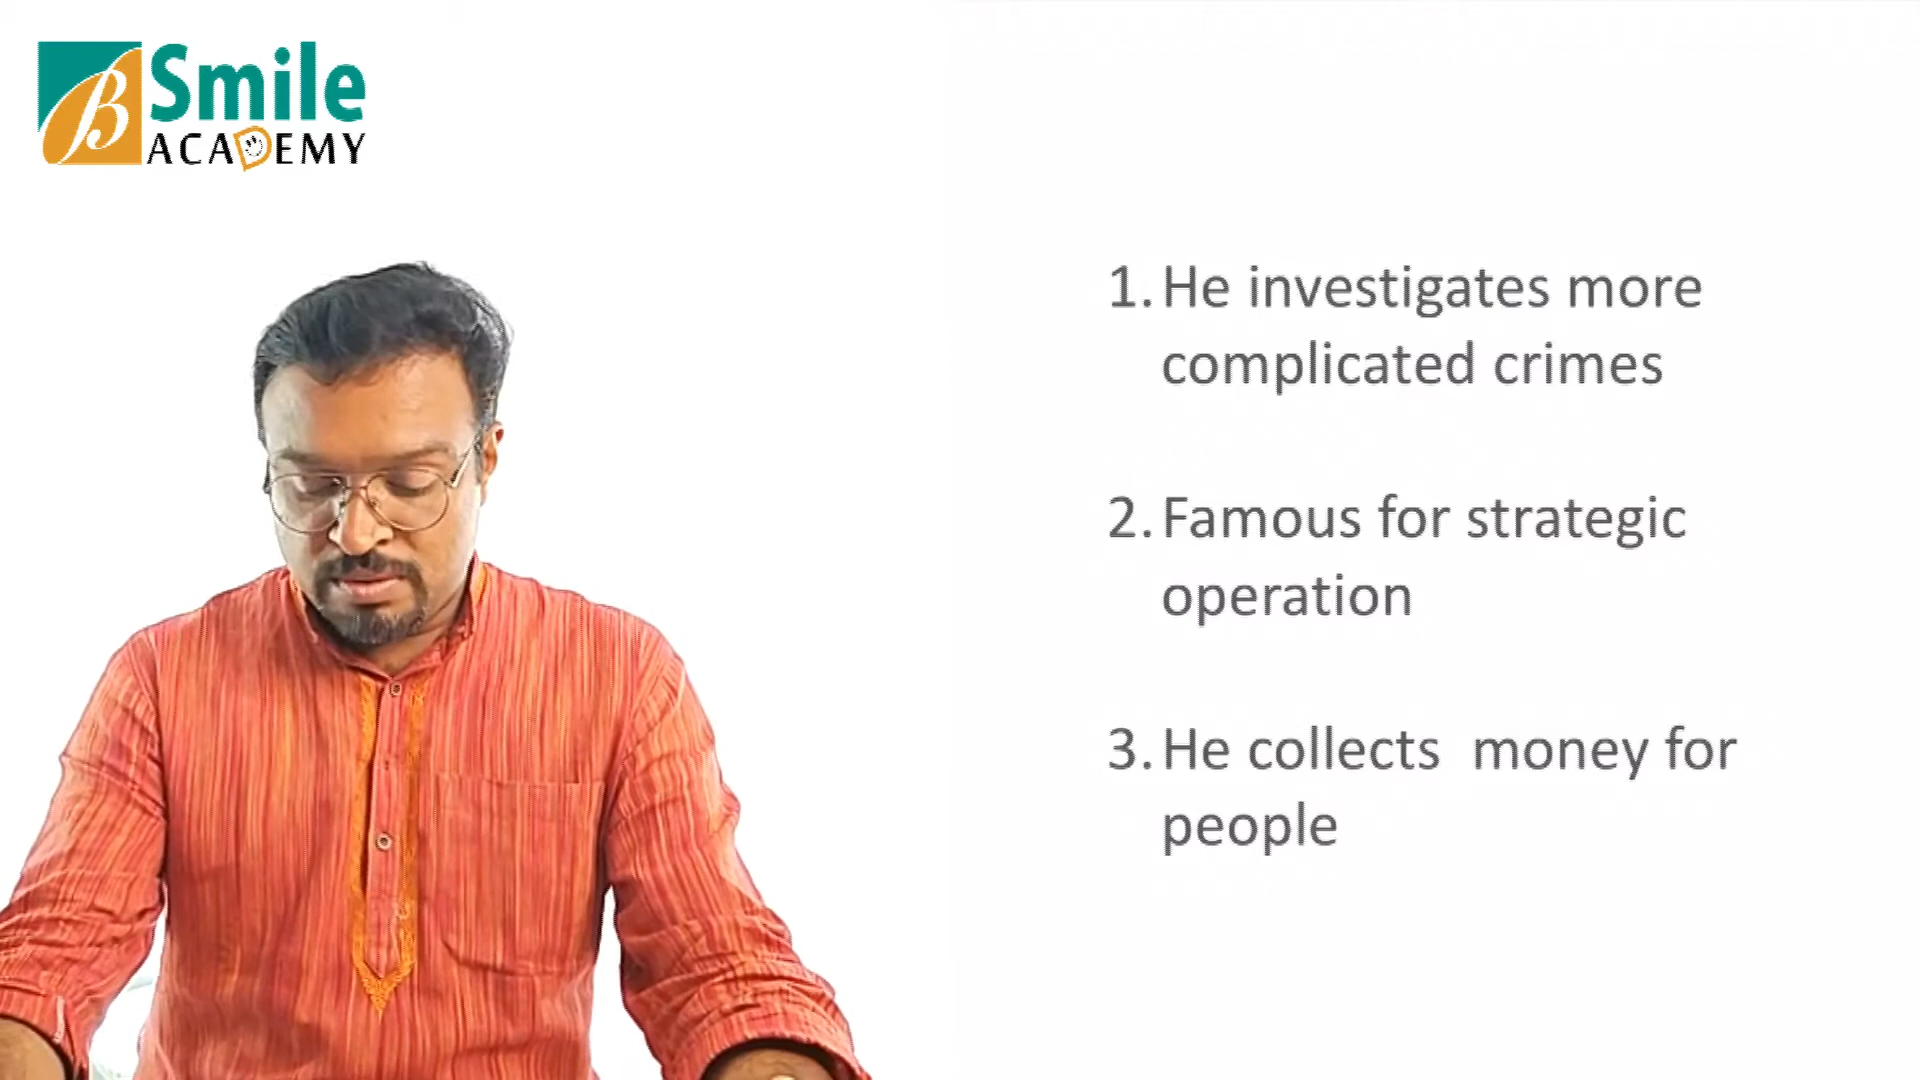 B Smile
ACADEMY
1. He investigates more
complicated crimes
2. Famous for strategic
operation
3. He collects  money for
people